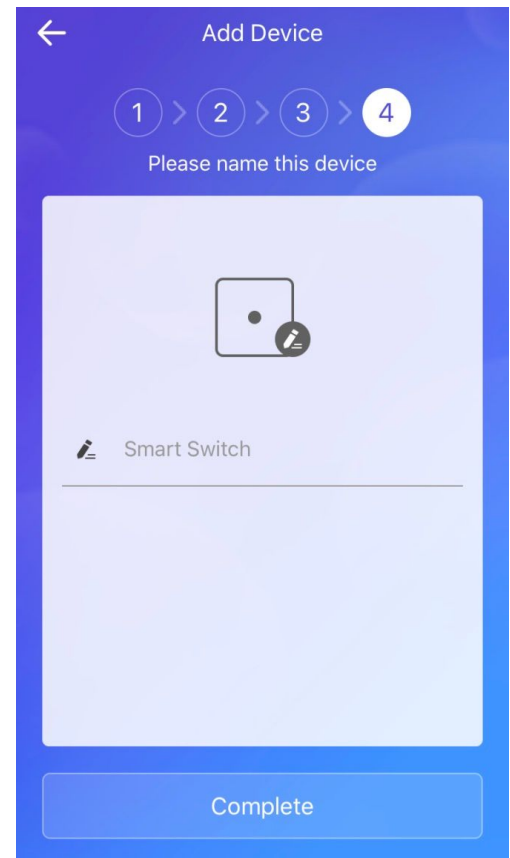 Add Device
1 > 2 > 3 > 4
Please name this device
Smart Switch
Complete